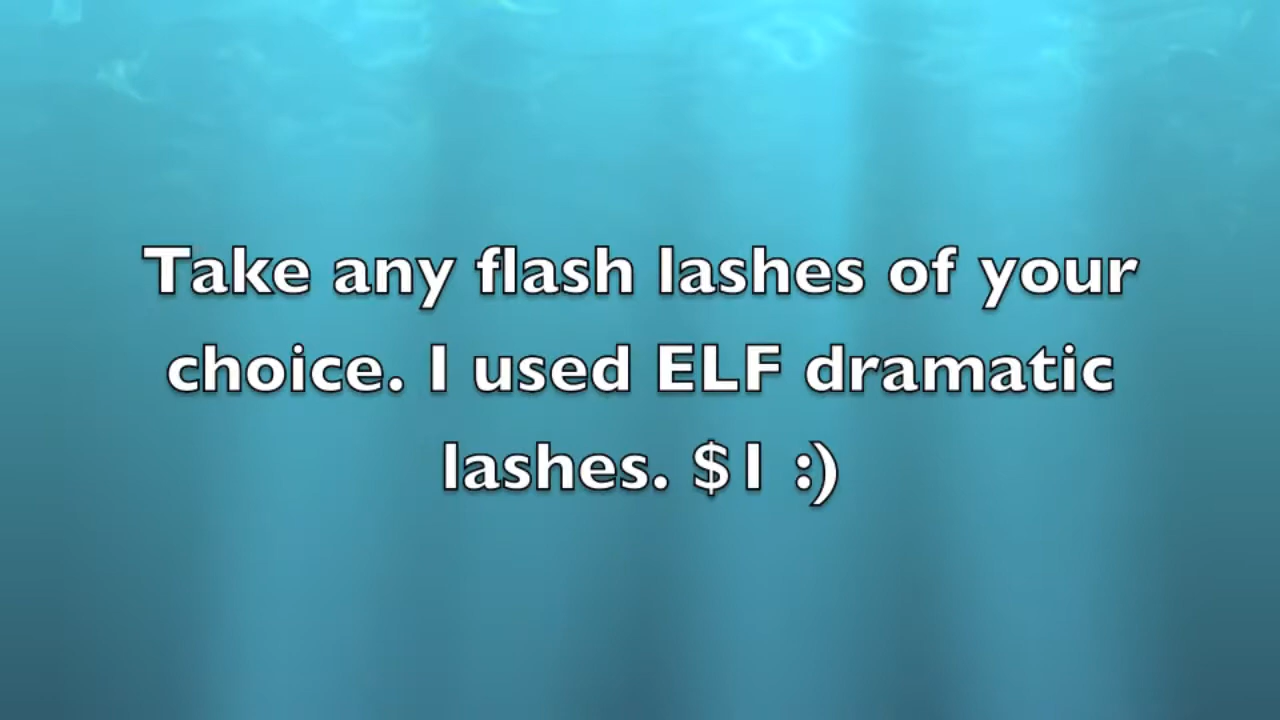 Take any flash lashes of your
choice. I used ELF dramatic
lashes. $1 :)